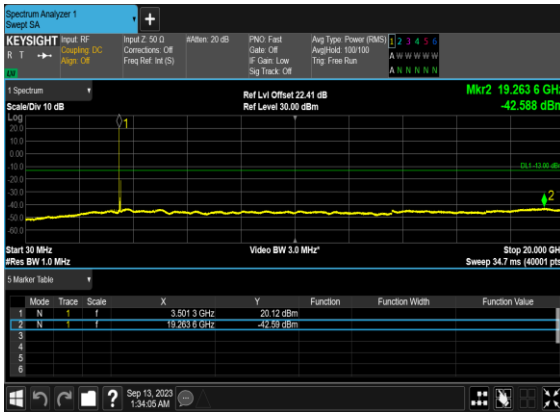 Spectrum Analyzer 1
Swept SA
+
KEYSIGHT
R T
LXI
Input: RF
Coupling: DC
Align: Off
Input Z: 50 Ω
Corrections: Off
Freq Ref: Int (S)
#Atten: 20 dB
PNO: Fast
Gate: Off
IF Gain: Low
Sig Track: Off
Avg Type: Power (RMS)
Avg|Hold: 100/100
Trig: Free Run
1 2 3 4 5 6
A W W W W W
A N N N N N
1 Spectrum
Scale/Div 10 dB
Ref Lvl Offset 22.41 dB
Ref Level 30.00 dBm
Mkr2 19.263 6 GHz
-42.588 dBm
Log
20.0
10.0
0.00
-10.0
-20.0
-30.0
-40.0
-50.0
-60.0
1
DL1 -13.00 dBm
2
Start 30 MHz
#Res BW 1.0 MHz
Video BW 3.0 MHz*
Stop 20.000 GHz
Sweep 34.7 ms (40001 pts)
5 Marker Table
Mode Trace Scale X Y Function Function Width Function Value
1 N 1 f 3.501 3 GHz 20.12 dBm
2 N 1 f 19.263 6 GHz -42.59 dBm
3
4
5
6
?
Sep 13, 2023
1:34:05 AM